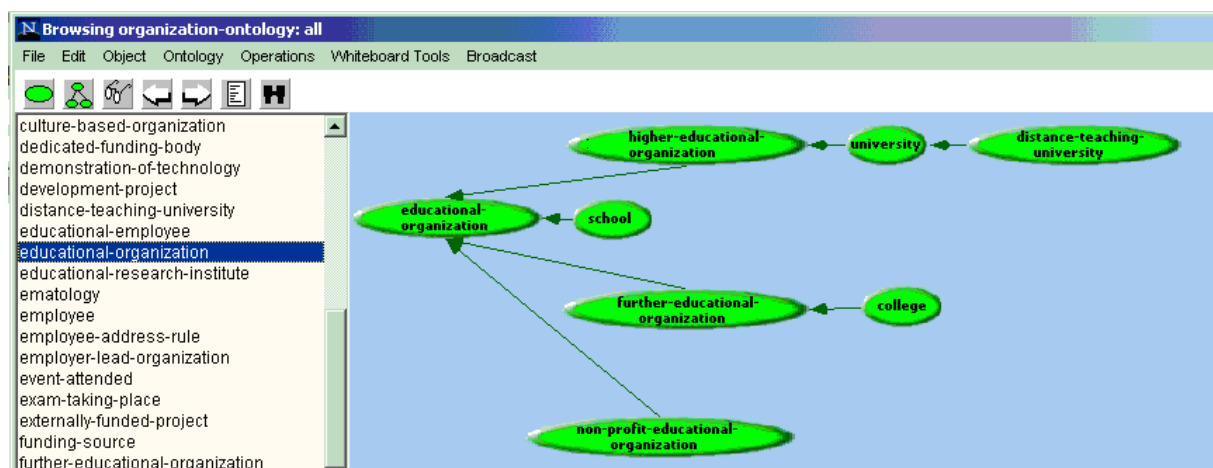 Browsing organization-ontology: all
File Edit Object Ontology Operations Whiteboard Tools Broadcast
culture-based-organization
dedicated-funding-body
demonstration-of-technology
development-project
distance-teaching-university
educational-employee
educational-organization
educational-research-institute
ematology
employee
employee-address-rule
employer-lead-organization
event-attended
exam-taking-place
externally-funded-project
funding-source
further-educational-organization
higher-educational-
organization
university
distance-teaching-
university
educational-
organization
school
further-educational-
organization
college
non-profit-educational-
organization